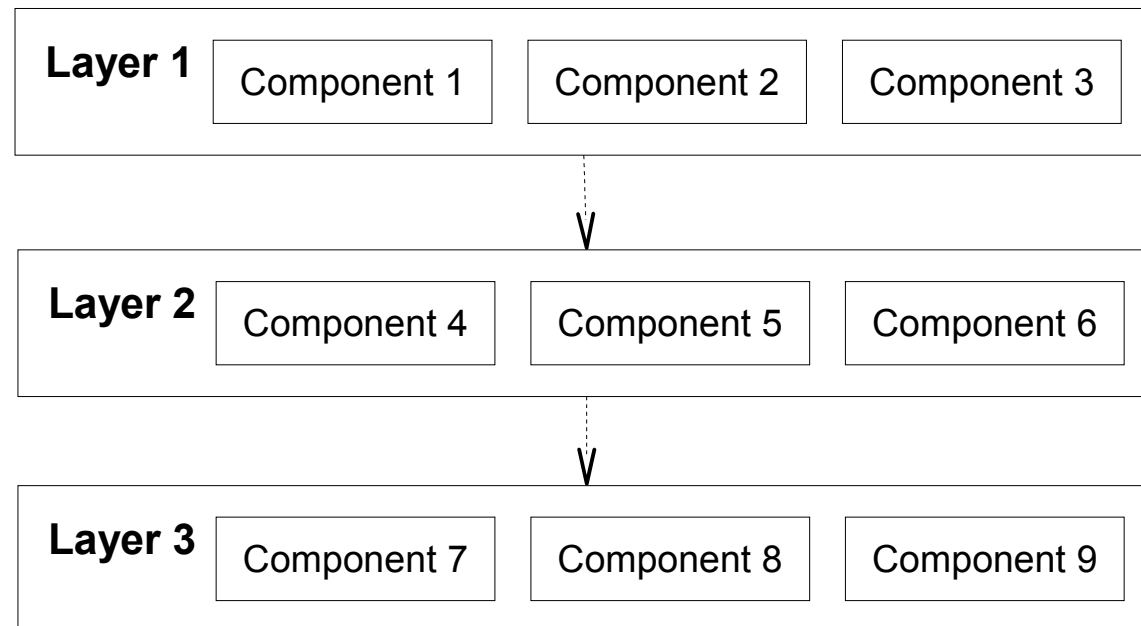 Layer 1
Component 1
Component 2
Component 3
Layer 2
Component 4
Component 5
Component 6
Layer 3
Component 7
Component 8
Component 9